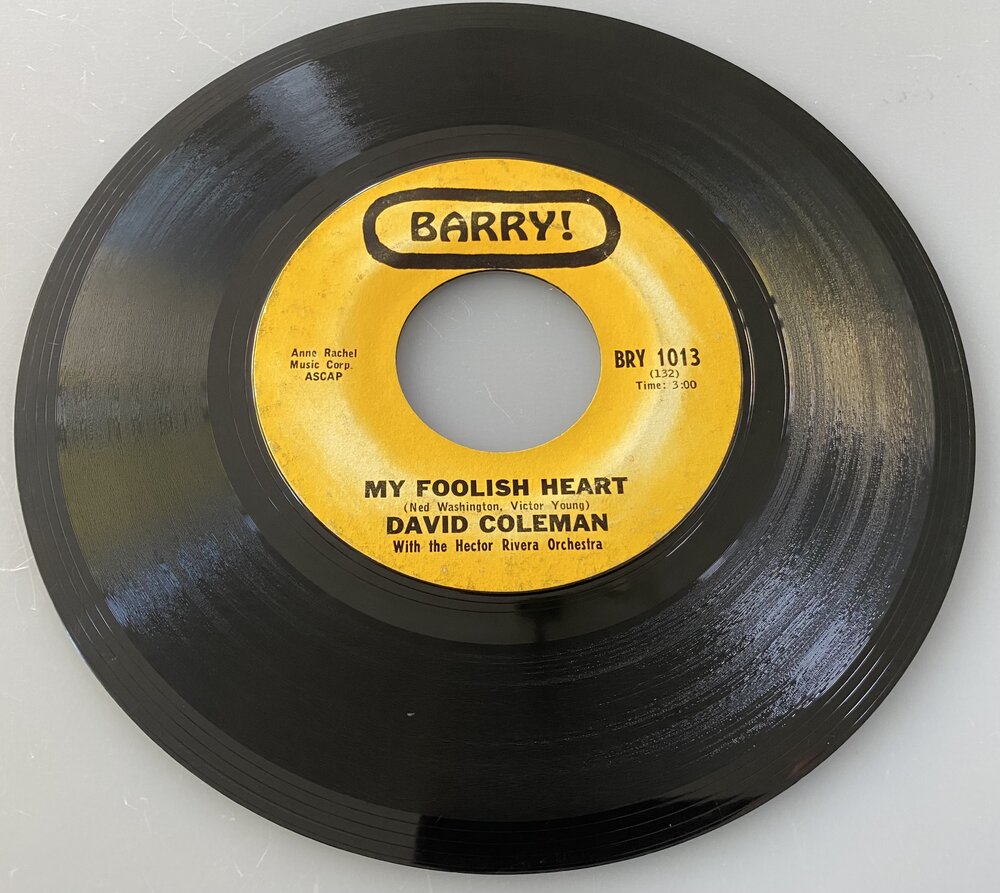 BARRY!
Anne Rachel
Music Corp.
ASCAP
BRY 1013
(132)
Time: 3:00
MY FOOLISH HEART
(Ned Washington, Victor Young)
DAVID COLEMAN
With the Hector Rivera Orchestra